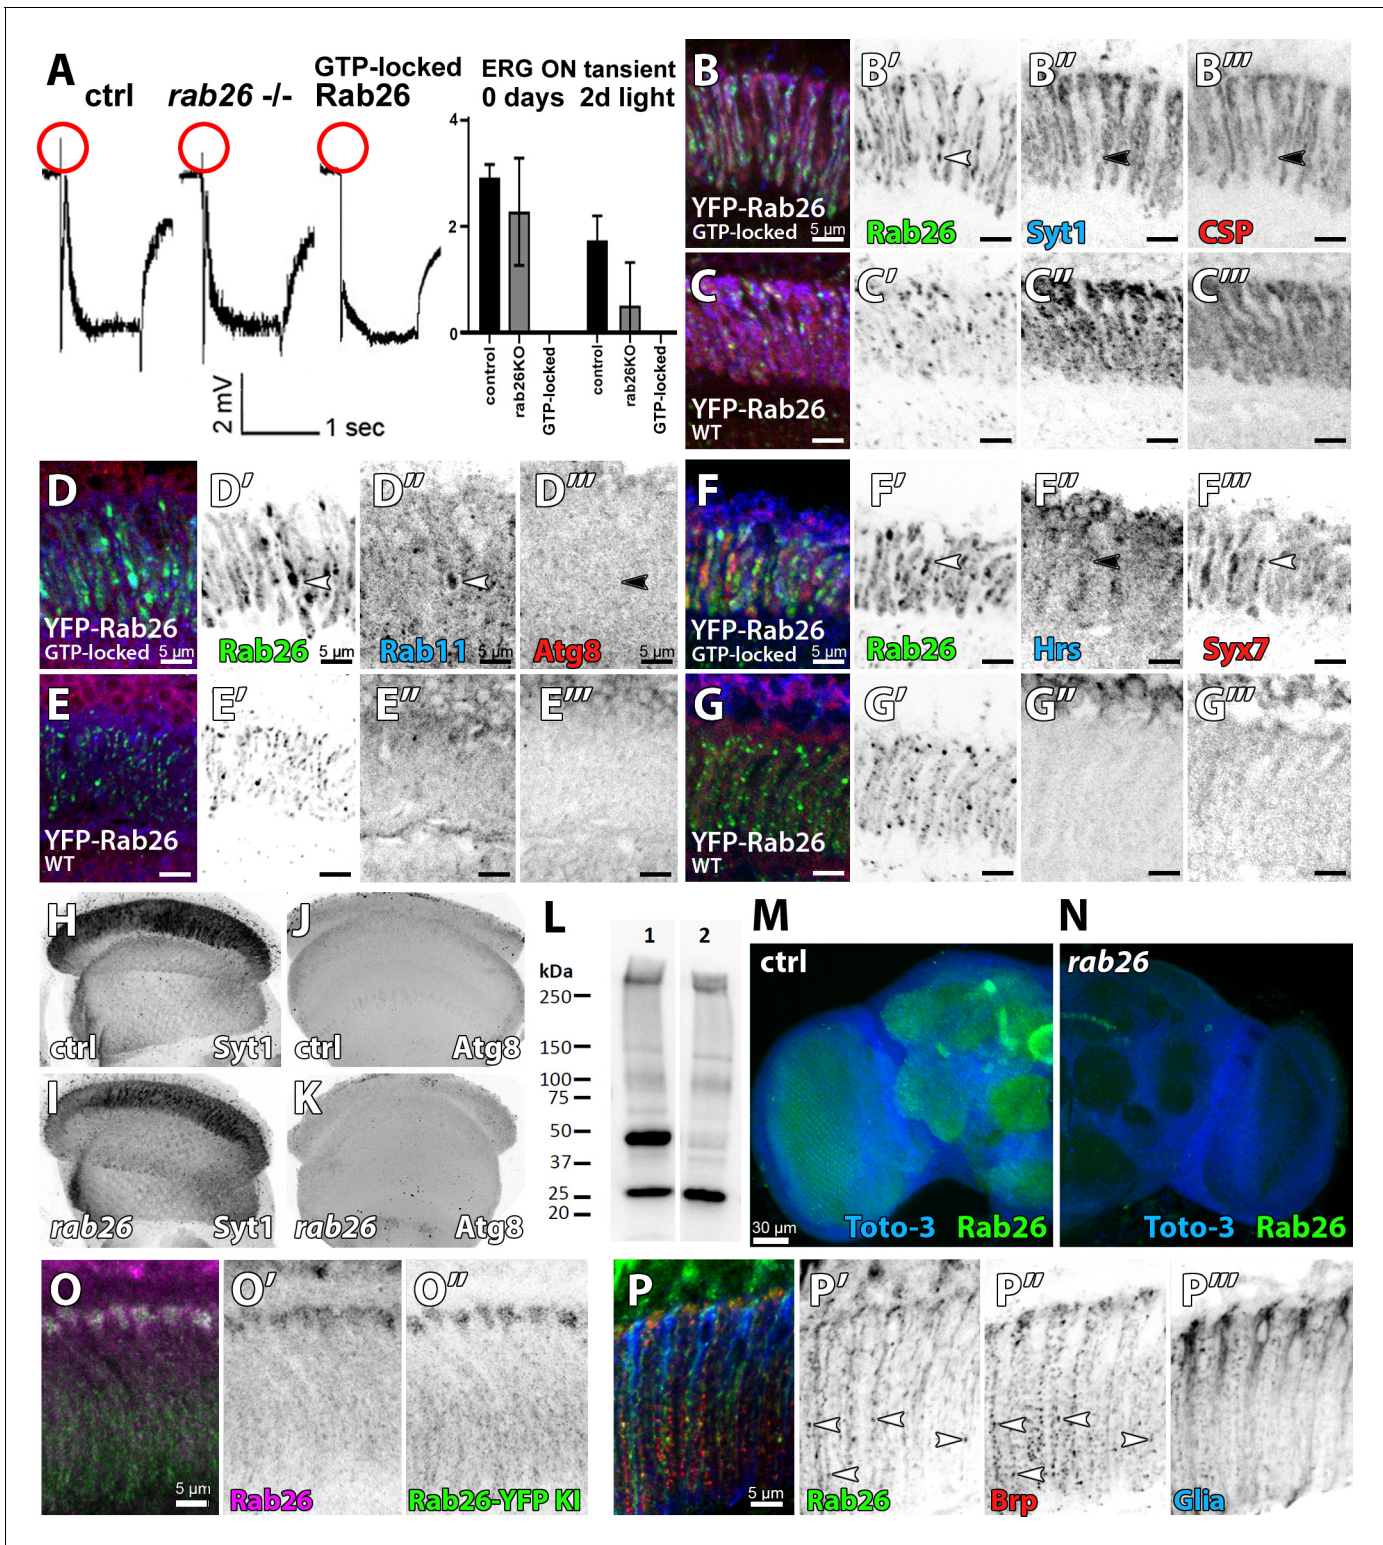 A
ctrl
rab26 -/-
GTP-locked
Rab26
ERG ON tansient
0 days 2d light
4
2
0
control
rab26KO
GTP-locked
control
rab26KO
GTP-locked
2 mV
1 sec
B
YFP-Rab26
GTP-locked
5 µm
B′
Rab26
B″
Syt1
B‴
CSP
C
YFP-Rab26
WT
C′
C″
C‴
D
YFP-Rab26
GTP-locked
5 µm
D′
Rab26
5 µm
D″
Rab11
5 µm
D‴
Atg8
5 µm
F
YFP-Rab26
GTP-locked
5 µm
F′
Rab26
F″
Hrs
F‴
Syx7
E
YFP-Rab26
WT
E′
E″
E‴
G
YFP-Rab26
WT
G′
G″
G‴
H
ctrl
Syt1
J
ctrl
Atg8
I
rab26
Syt1
K
rab26
Atg8
L
1 2
kDa
250
150
100
75
50
37
25
20
M
ctrl
30 µm
Toto-3 Rab26
N
rab26
Toto-3 Rab26
O
5 µm
O′
Rab26
O″
Rab26-YFP KI
P
5 µm
P′
Rab26
P″
Brp
P‴
Glia